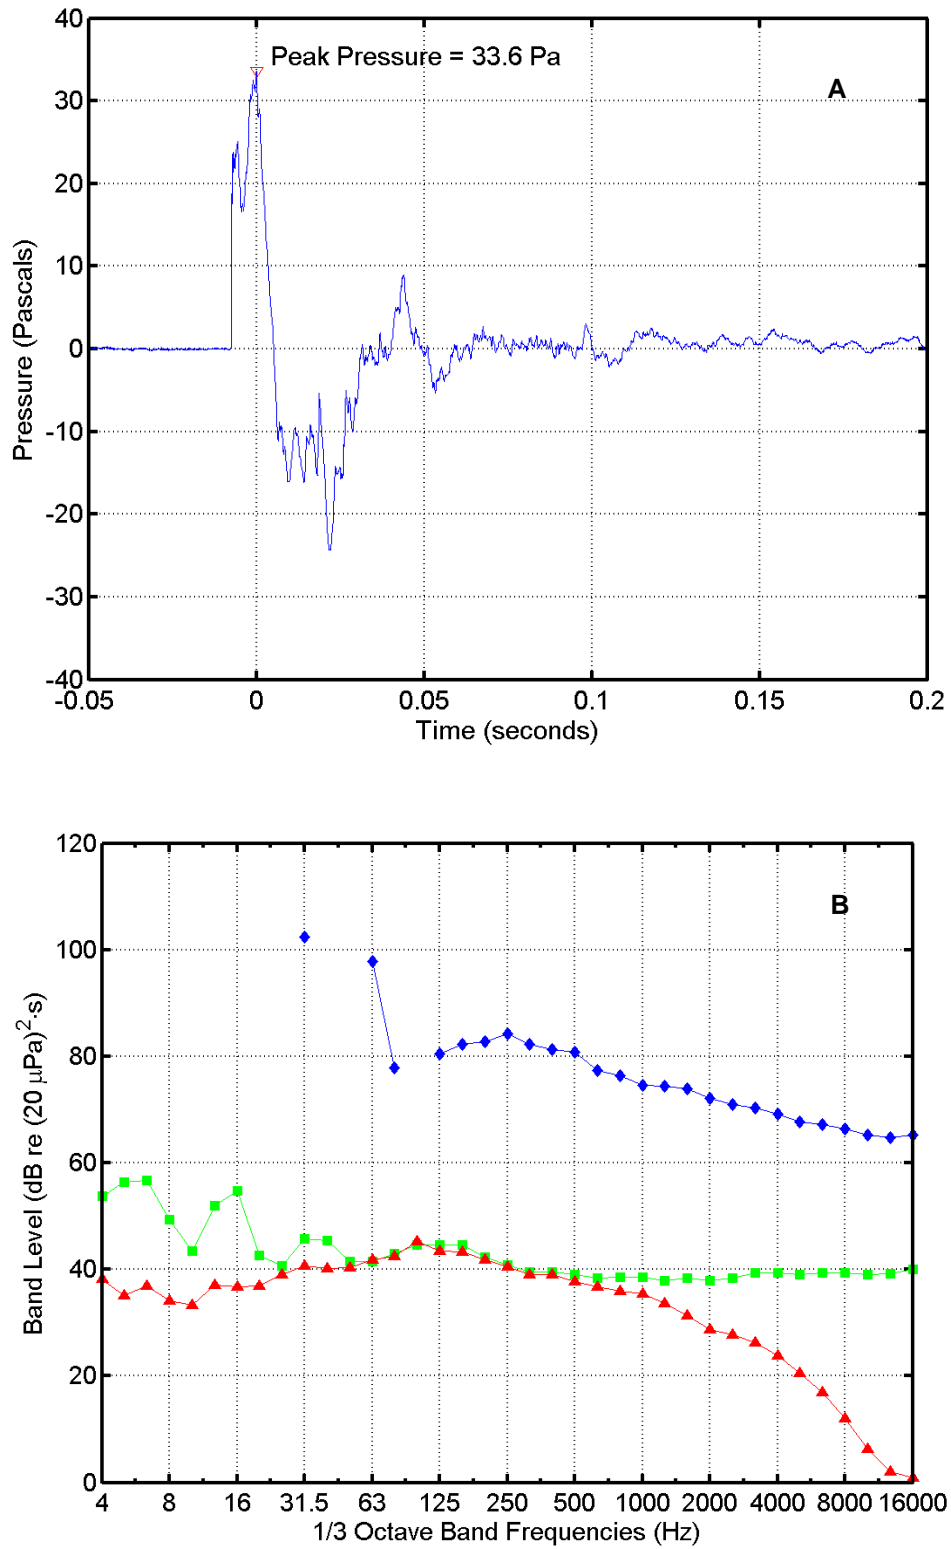 40
Peak Pressure = 33.6 Pa
A
30
20
10
0
-10
-20
-30
-40
Pressure (Pascals)
-0.05 0 0.05 0.1 0.15 0.2
Time (seconds)
120
B
100
80
60
40
20
0
Band Level (dB re (20 μPa)²·s)
4 8 16 31.5 63 125 250 500 1000 2000 4000 8000 16000
1/3 Octave Band Frequencies (Hz)